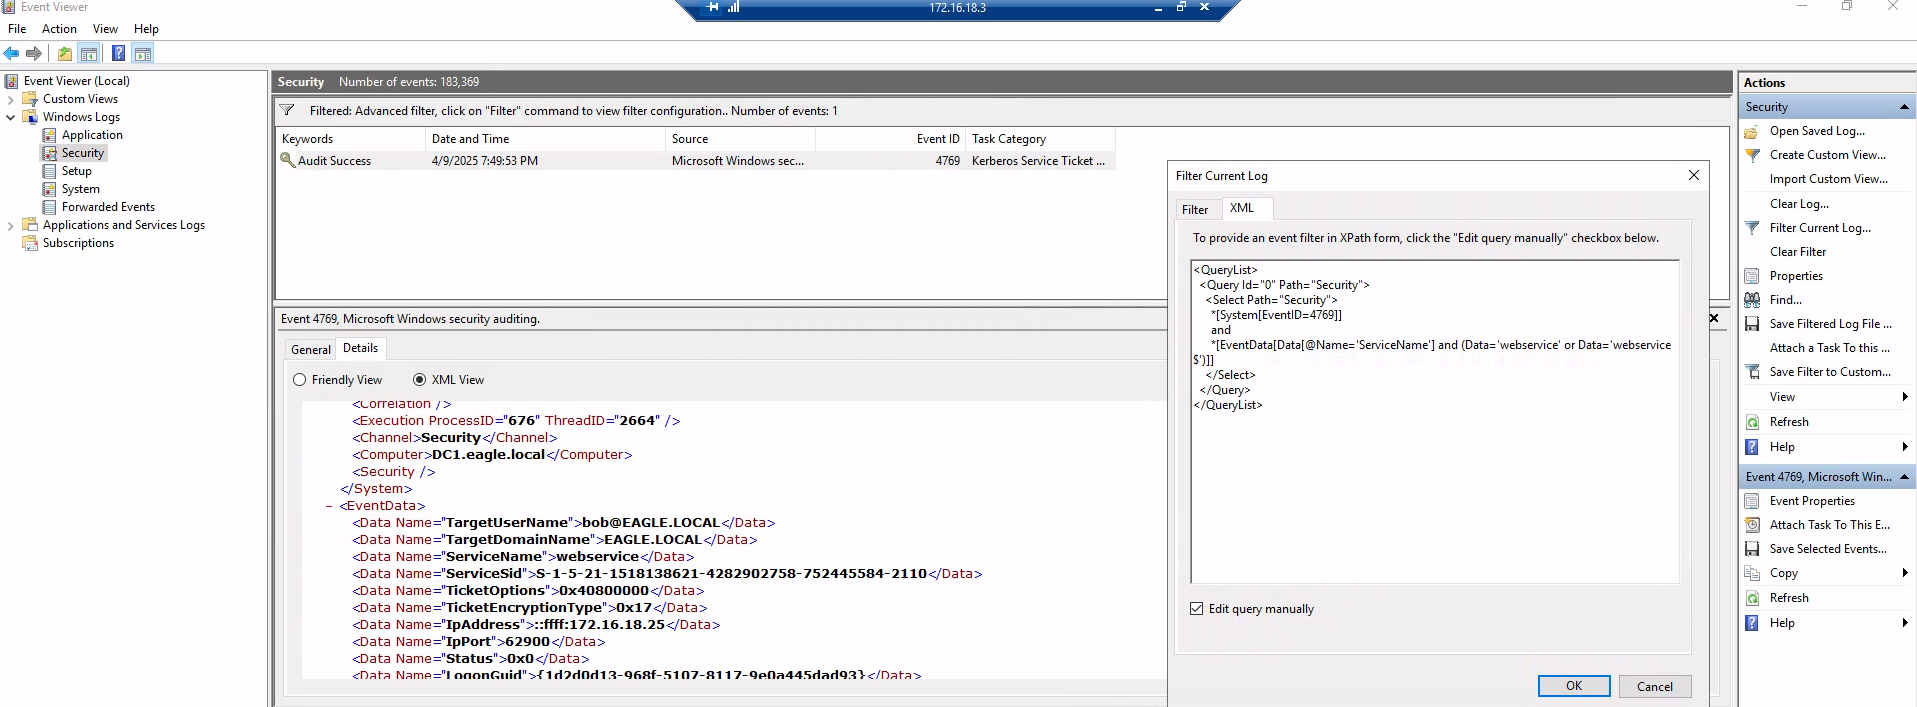 Event Viewer
172.16.18.3
File Action View Help
Event Viewer (Local)
Custom Views
Windows Logs
Application
Security
Setup
System
Forwarded Events
Applications and Services Logs
Subscriptions
Security Number of events: 183,369
Filtered: Advanced filter, click on "Filter" command to view filter configuration.. Number of events: 1
Keywords Date and Time Source Event ID Task Category
Audit Success 4/9/2025 7:49:53 PM Microsoft Windows sec... 4769 Kerberos Service Ticket ...
Event 4769, Microsoft Windows security auditing.
General Details
Friendly View XML View
<Correlation />
<Execution ProcessID="676" ThreadID="2664" />
<Channel>Security</Channel>
<Computer>DC1.eagle.local</Computer>
<Security />
</System>
- <EventData>
<Data Name="TargetUserName">bob@EAGLE.LOCAL</Data>
<Data Name="TargetDomainName">EAGLE.LOCAL</Data>
<Data Name="ServiceName">webservice</Data>
<Data Name="ServiceSid">S-1-5-21-1518138621-4282902758-752445584-2110</Data>
<Data Name="TicketOptions">0x40800000</Data>
<Data Name="TicketEncryptionType">0x17</Data>
<Data Name="IpAddress">::ffff:172.16.18.25</Data>
<Data Name="IpPort">62900</Data>
<Data Name="Status">0x0</Data>
<Data Name="LogonGuid">{1d2d0d13-968f-5107-8117-9e0a445dad93}</Data>
Filter Current Log
Filter XML
To provide an event filter in XPath form, click the "Edit query manually" checkbox below.
<QueryList>
<Query Id="0" Path="Security">
<Select Path="Security">
*[System[EventID=4769]]
and
*[EventData[Data[@Name='ServiceName'] and (Data='webservice' or Data='webservice
$')]]
</Select>
</Query>
</QueryList>
Edit query manually
OK Cancel
Actions
Security
Open Saved Log...
Create Custom View...
Import Custom View...
Clear Log...
Filter Current Log...
Clear Filter
Properties
Find...
Save Filtered Log File ...
Attach a Task To this ...
Save Filter to Custom...
View
Refresh
Help
Event 4769, Microsoft Win...
Event Properties
Attach Task To This E...
Save Selected Events...
Copy
Refresh
Help